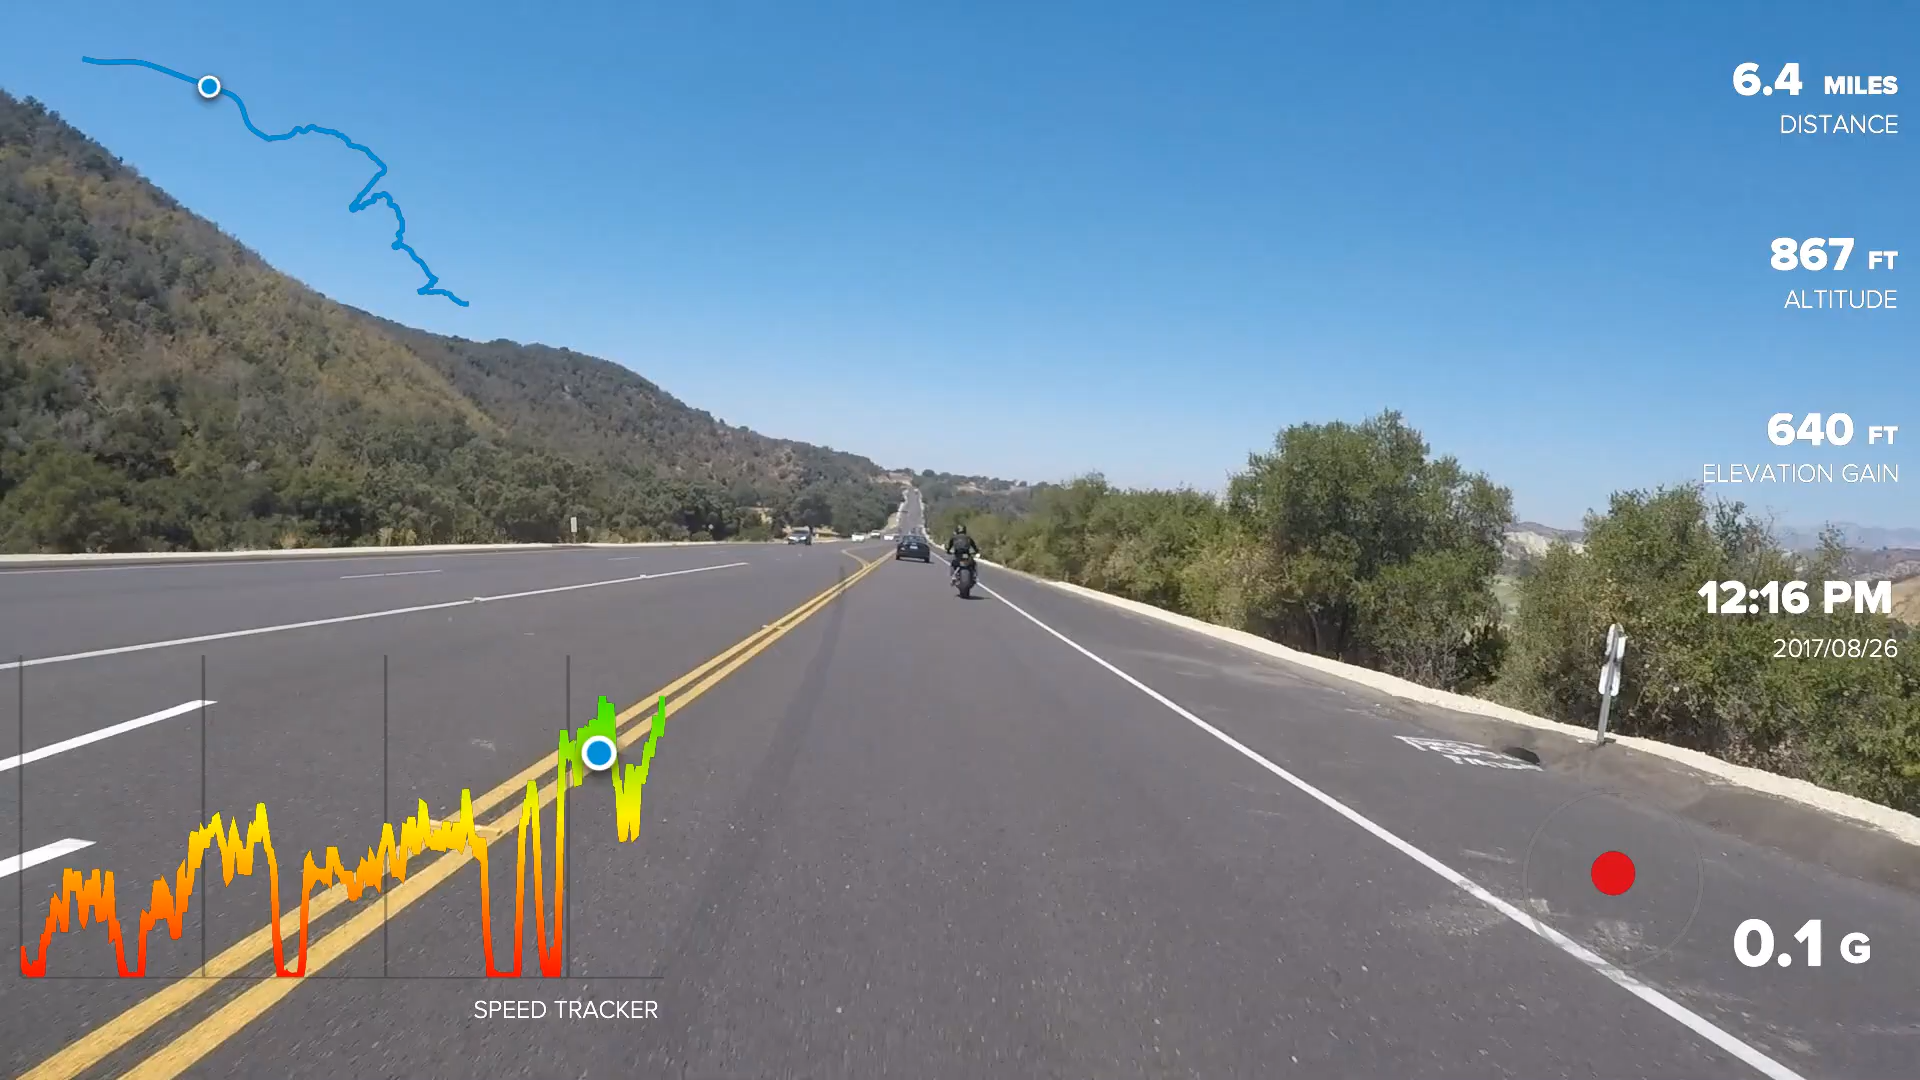 6.4 MILES
DISTANCE
867 FT
ALTITUDE
640 FT
ELEVATION GAIN
12:16 PM
2017/08/26
0.1 G
SPEED TRACKER